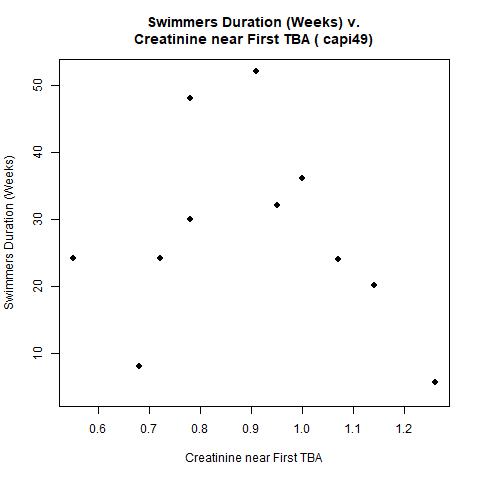 Swimmers Duration (Weeks) v.
Creatinine near First TBA ( capi49)
Swimmers Duration (Weeks)
50
40
30
20
10
0.6 0.7 0.8 0.9 1.0 1.1 1.2
Creatinine near First TBA